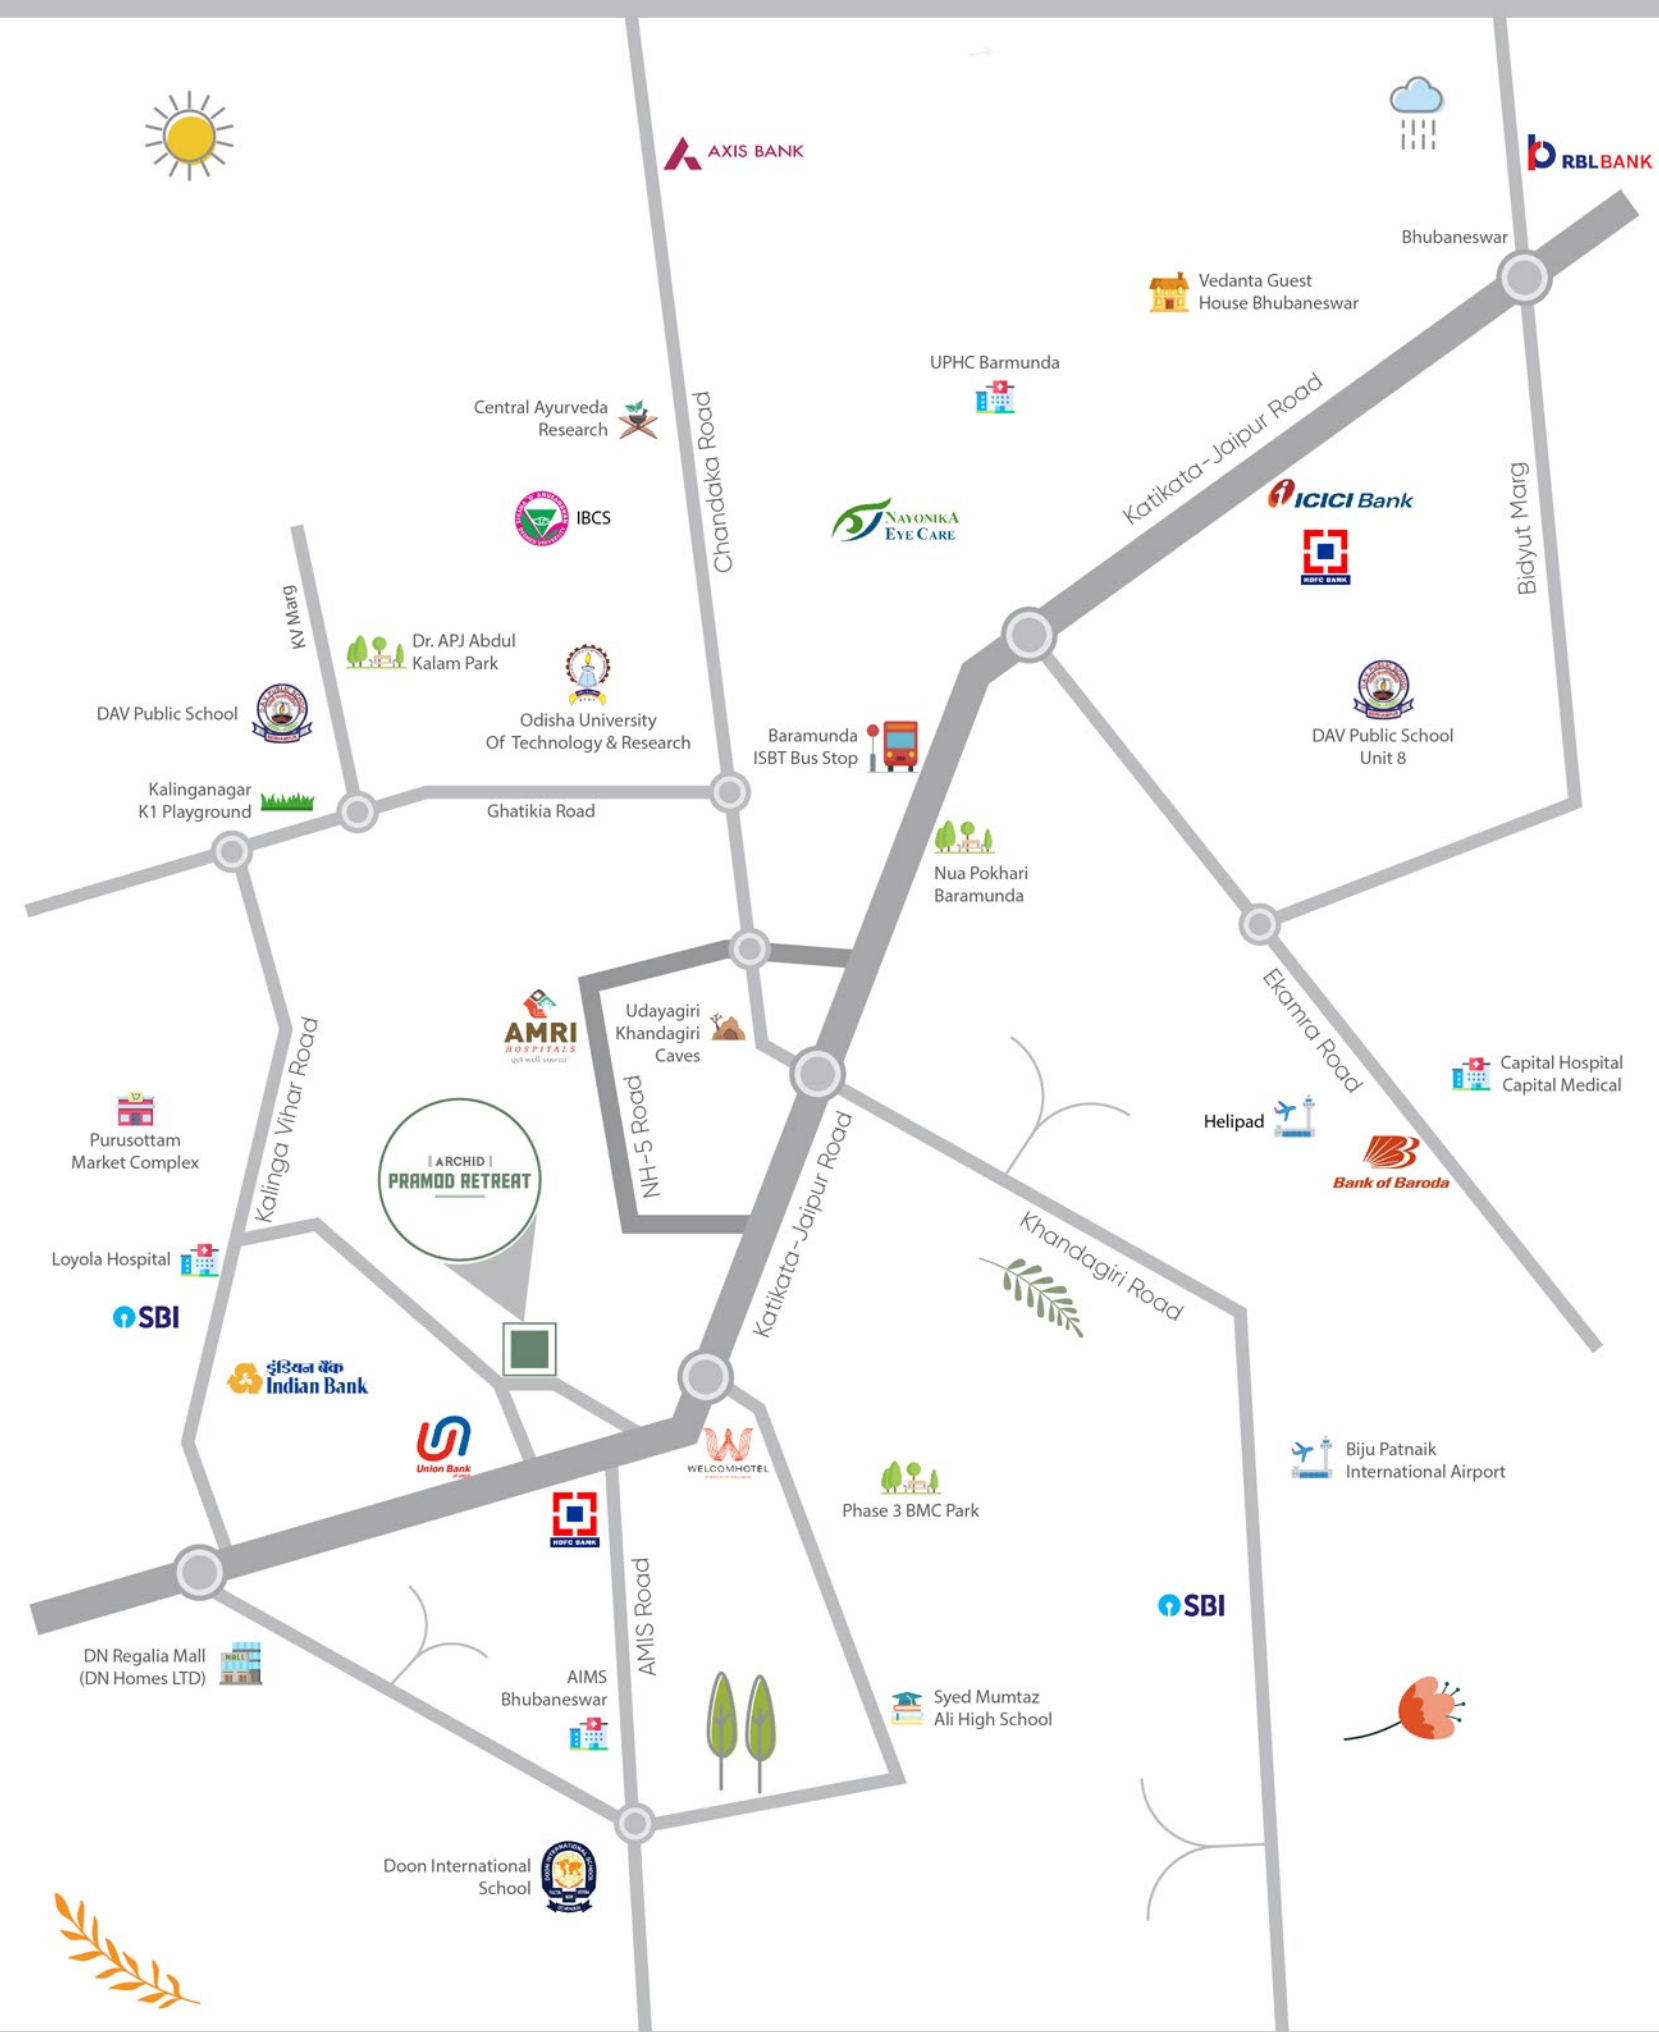 AXIS BANK
RBLBANK
Bhubaneswar
Vedanta Guest
House Bhubaneswar
UPHC Barmunda
Central Ayurveda
Research
Chandaka Road
Katikata-Jaipur Road
ICICI Bank
HDFC BANK
Bidyut Marg
IBCS
NAYONIKA
EYE CARE
KV Marg
Dr. APJ Abdul
Kalam Park
DAV Public School
Odisha University
Of Technology & Research
Baramunda
ISBT Bus Stop
DAV Public School
Unit 8
Kalinganagar
K1 Playground
Ghatikia Road
Nua Pokhari
Baramunda
AMRI
HOSPITALS
get well sooner
Udayagiri
Khandagiri
Caves
NH-5 Road
Ekamra Road
Capital Hospital
Capital Medical
Helipad
Bank of Baroda
Purusottam
Market Complex
Kalinga Vihar Road
| ARCHID |
PRAMOD RETREAT
Katikata-Jaipur Road
Khandagiri Road
Loyola Hospital
SBI
इंडियन बैंक
Indian Bank
Union Bank
WELCOMHOTEL
HDFC BANK
Phase 3 BMC Park
Biju Patnaik
International Airport
AMIS Road
SBI
DN Regalia Mall
(DN Homes LTD)
MALL
AIMS
Bhubaneswar
Syed Mumtaz
Ali High School
Doon International
School